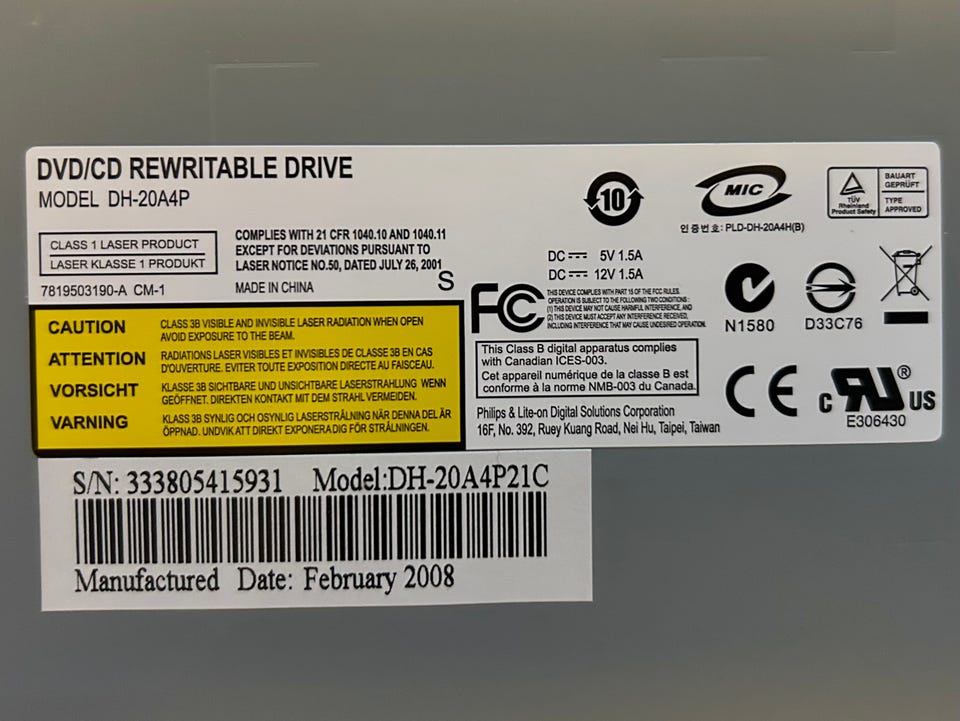 DVD/CD REWRITABLE DRIVE
MODEL DH-20A4P
CLASS 1 LASER PRODUCT
LASER KLASSE 1 PRODUKT
7819503190-A CM-1
COMPLIES WITH 21 CFR 1040.10 AND 1040.11
EXCEPT FOR DEVIATIONS PURSUANT TO
LASER NOTICE NO.50, DATED JULY 26, 2001
MADE IN CHINA
S
CAUTION
CLASS 3B VISIBLE AND INVISIBLE LASER RADIATION WHEN OPEN
AVOID EXPOSURE TO THE BEAM.
ATTENTION
RADIATIONS LASER VISIBLES ET INVISIBLES DE CLASSE 3B EN CAS
D'OUVERTURE. EVITER TOUTE EXPOSITION DIRECTE AU FAISCEAU.
VORSICHT
KLASSE 3B SICHTBARE UND UNSICHTBARE LASERSTRAHLUNG WENN
GEÖFFNET. DIREKTEN KONTAKT MIT DEM STRAHL VERMEIDEN.
VARNING
KLASS 3B SYNLIG OCH OSYNLIG LASERSTRÅLNING NÄR DENNA DEL ÄR
ÖPPNAD. UNDVIK ATT DIREKT EXPONERA DIG FÖR STRÅLNINGEN.
10
MIC
인증번호: PLD-DH-20A4H(B)
TÜV
Rheinland
Product Safety
BAUART
GEPRÜFT
TYPE
APPROVED
DC 5V 1.5A
DC 12V 1.5A
FC
THIS DEVICE COMPLIES WITH PART 15 OF THE FCC RULES.
OPERATION IS SUBJECT TO THE FOLLOWING TWO CONDITIONS :
(1) THIS DEVICE MAY NOT CAUSE HARMFUL INTERFERENCE, AND
(2) THIS DEVICE MUST ACCEPT ANY INTERFERENCE RECEIVED,
INCLUDING INTERFERENCE THAT MAY CAUSE UNDESIRED OPERATION.
N1580
D33C76
This Class B digital apparatus complies
with Canadian ICES-003.
Cet appareil numérique de la classe B est
conforme à la norme NMB-003 du Canada.
CE
c RU ® US
E306430
Philips & Lite-on Digital Solutions Corporation
16F, No. 392, Ruey Kuang Road, Nei Hu, Taipei, Taiwan
S/N: 333805415931 Model:DH-20A4P21C
Manufactured Date: February 2008